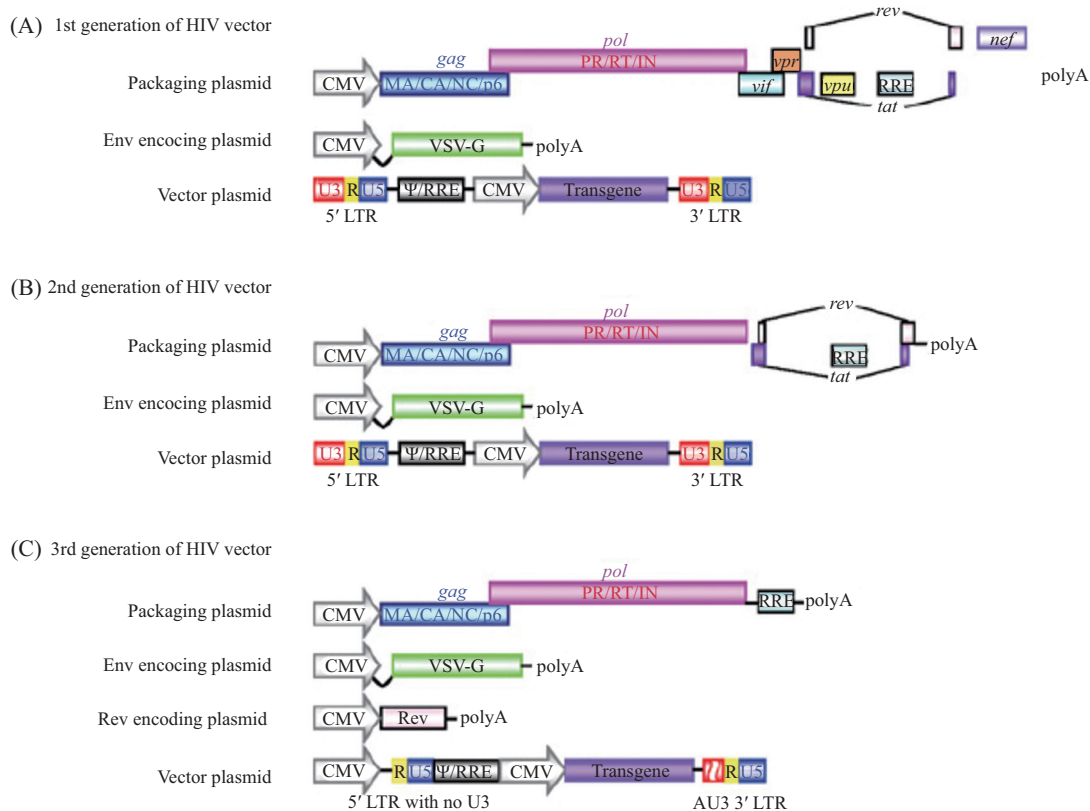 (A) 1st generation of HIV vector
rev
pol
nef
gag
PR/RT/IN
vpr
Packaging plasmid
CMV
MA/CA/NC/p6
vif
vpu
RRE
polyA
tat
Env encocing plasmid
CMV
VSV-G
polyA
Vector plasmid
U3 R U5
Ψ/RRE
CMV
Transgene
U3 R U5
5′ LTR
3′ LTR
(B) 2nd generation of HIV vector
rev
pol
gag
PR/RT/IN
Packaging plasmid
CMV
MA/CA/NC/p6
RRE
polyA
tat
Env encocing plasmid
CMV
VSV-G
polyA
Vector plasmid
U3 R U5
Ψ/RRE
CMV
Transgene
U3 R U5
5′ LTR
3′ LTR
(C) 3rd generation of HIV vector
pol
gag
PR/RT/IN
RRE
polyA
Packaging plasmid
CMV
MA/CA/NC/p6
Env encocing plasmid
CMV
VSV-G
polyA
Rev encoding plasmid
CMV
Rev
polyA
Vector plasmid
CMV
R U5
Ψ/RRE
CMV
Transgene
R U5
5′ LTR with no U3
AU3 3′ LTR